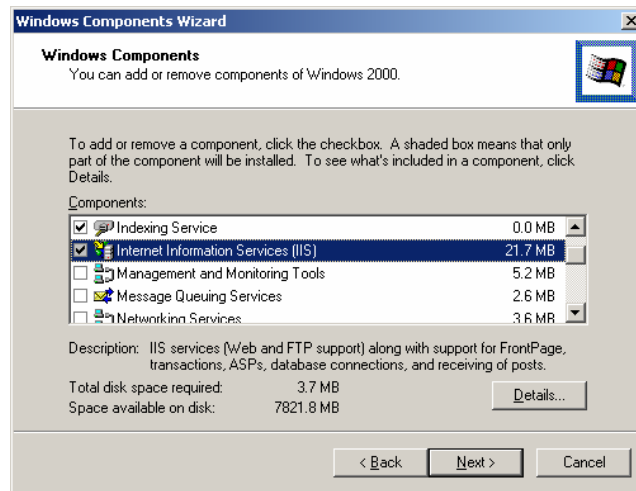 Windows Components Wizard
Windows Components
You can add or remove components of Windows 2000.
To add or remove a component, click the checkbox. A shaded box means that only
part of the component will be installed. To see what's included in a component, click
Details.
Components:
Indexing Service 0.0 MB
Internet Information Services (IIS) 21.7 MB
Management and Monitoring Tools 5.2 MB
Message Queuing Services 2.6 MB
Networking Services 3.6 MB
Description: IIS services (Web and FTP support) along with support for FrontPage,
transactions, ASPs, database connections, and receiving of posts.
Total disk space required: 3.7 MB
Space available on disk: 7821.8 MB
Details...
< Back Next > Cancel